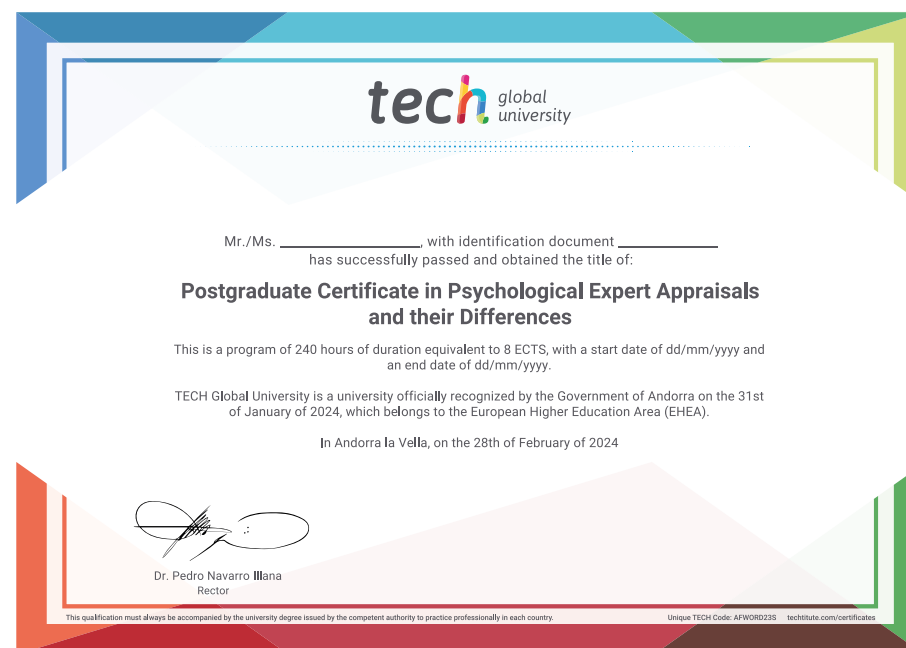 tech global university
Mr./Ms. ____________________, with identification document ______________
has successfully passed and obtained the title of:
Postgraduate Certificate in Psychological Expert Appraisals
and their Differences
This is a program of 240 hours of duration equivalent to 8 ECTS, with a start date of dd/mm/yyyy and
an end date of dd/mm/yyyy.
TECH Global University is a university officially recognized by the Government of Andorra on the 31st
of January of 2024, which belongs to the European Higher Education Area (EHEA).
In Andorra la Vella, on the 28th of February of 2024
Dr. Pedro Navarro Illana
Rector
This qualification must always be accompanied by the university degree issued by the competent authority to practice professionally in each country.
Unique TECH Code: AFWORD23S techtitute.com/certificates